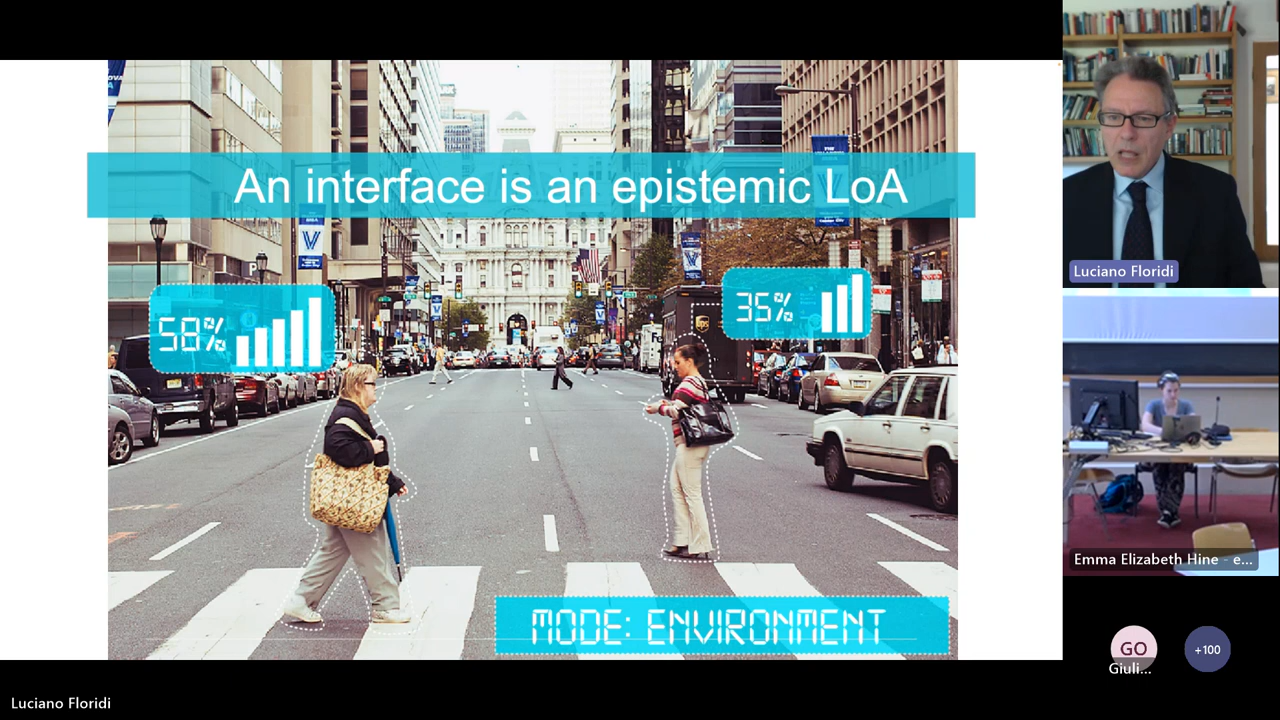 An interface is an epistemic LoA
58%
35%
ups
V
V
MODE: ENVIRONMENT
Luciano Floridi
Emma Elizabeth Hine - e...
GO
Giuli...
+100
Luciano Floridi